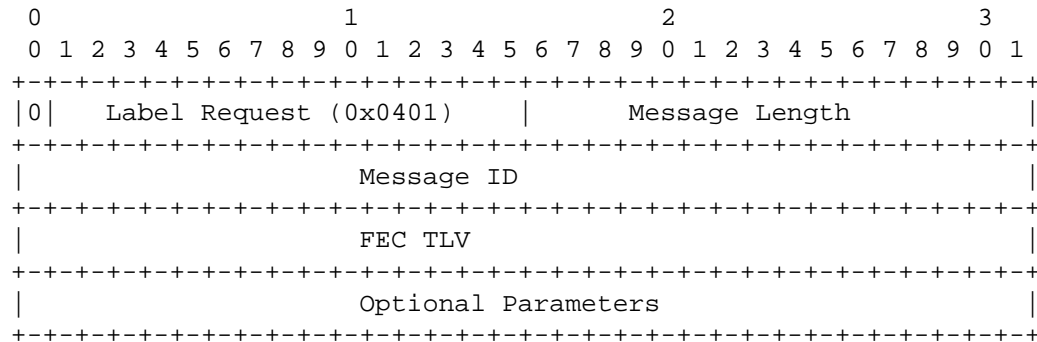 0                   1                   2                   3
 0 1 2 3 4 5 6 7 8 9 0 1 2 3 4 5 6 7 8 9 0 1 2 3 4 5 6 7 8 9 0 1
+-+-+-+-+-+-+-+-+-+-+-+-+-+-+-+-+-+-+-+-+-+-+-+-+-+-+-+-+-+-+-+-+
|0|   Label Request (0x0401)    |      Message Length           |
+-+-+-+-+-+-+-+-+-+-+-+-+-+-+-+-+-+-+-+-+-+-+-+-+-+-+-+-+-+-+-+-+
|                     Message ID                                |
+-+-+-+-+-+-+-+-+-+-+-+-+-+-+-+-+-+-+-+-+-+-+-+-+-+-+-+-+-+-+-+-+
|                     FEC TLV                                   |
+-+-+-+-+-+-+-+-+-+-+-+-+-+-+-+-+-+-+-+-+-+-+-+-+-+-+-+-+-+-+-+-+
|                     Optional Parameters                       |
+-+-+-+-+-+-+-+-+-+-+-+-+-+-+-+-+-+-+-+-+-+-+-+-+-+-+-+-+-+-+-+-+